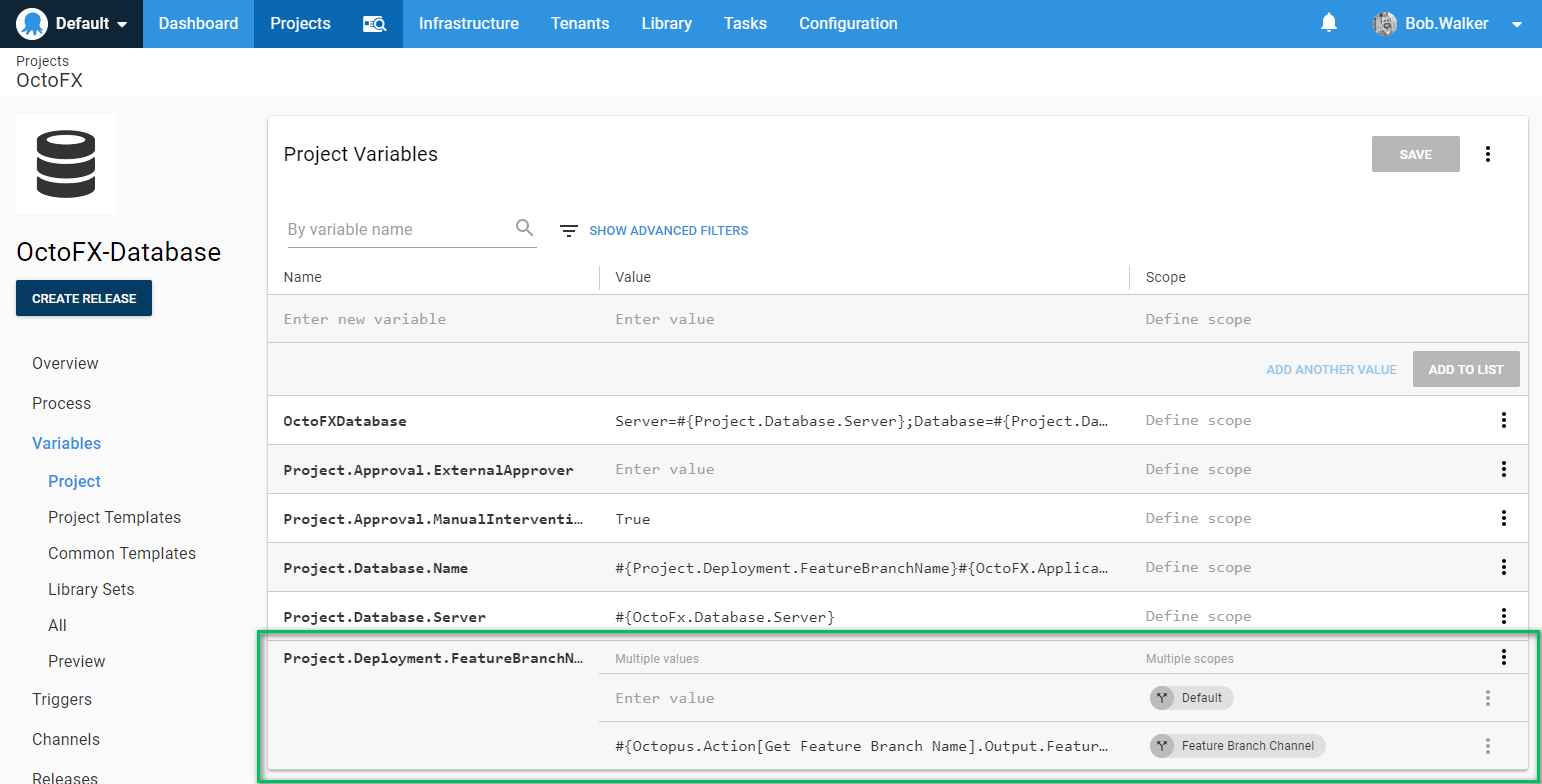 Default
Dashboard
Projects
Infrastructure
Tenants
Library
Tasks
Configuration
Bob.Walker
Projects
OctoFX
OctoFX-Database
CREATE RELEASE
Overview
Process
Variables
Project
Project Templates
Common Templates
Library Sets
All
Preview
Triggers
Channels
Releases
Project Variables
SAVE
By variable name
SHOW ADVANCED FILTERS
Name Value Scope
Enter new variable Enter value Define scope
ADD ANOTHER VALUE ADD TO LIST
OctoFXDatabase Server=#{Project.Database.Server};Database=#{Project.Da… Define scope
Project.Approval.ExternalApprover Enter value Define scope
Project.Approval.ManualInterventi… True Define scope
Project.Database.Name #{Project.Deployment.FeatureBranchName}#{OctoFX.Applica… Define scope
Project.Database.Server #{OctoFx.Database.Server} Define scope
Project.Deployment.FeatureBranchN… Multiple values Multiple scopes
Enter value Default
#{Octopus.Action[Get Feature Branch Name].Output.Featur… Feature Branch Channel